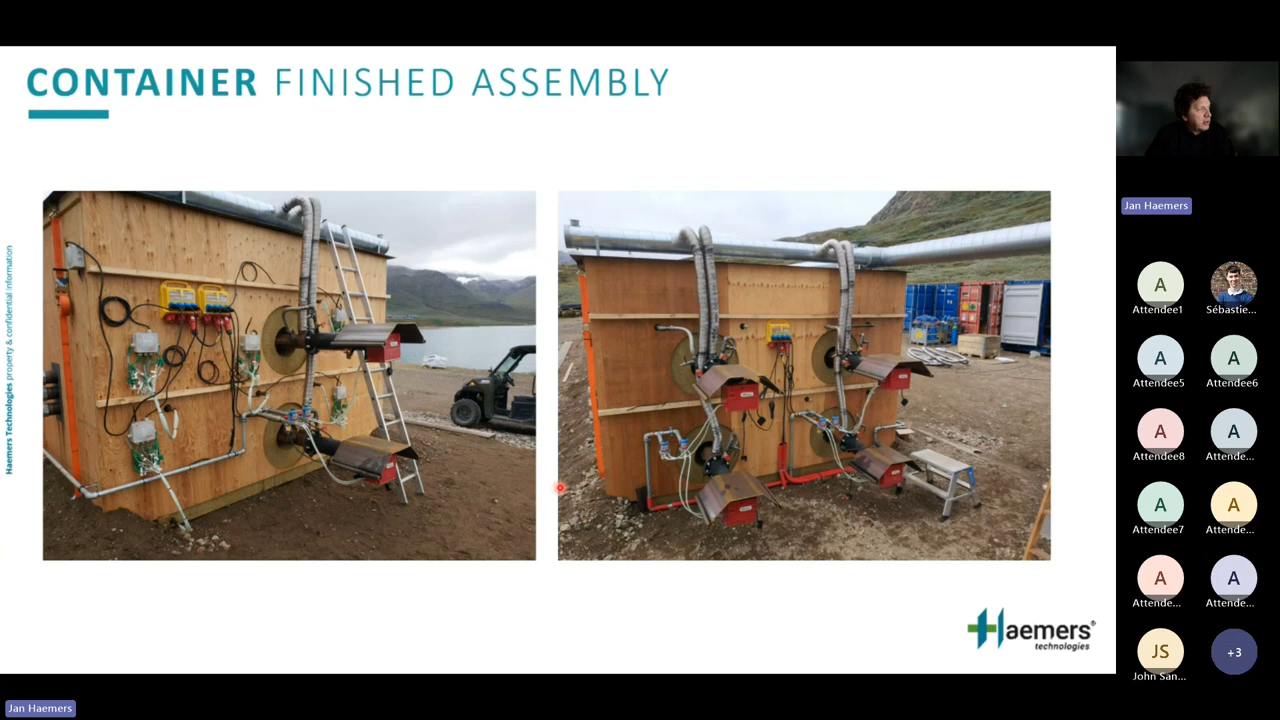 CONTAINER FINISHED ASSEMBLY
Haemers Technologies property & confidential information
Haemers®
technologies
Jan Haemers
A
Attendee1
Sébastie...
A
Attendee5
A
Attendee6
A
Attendee8
A
Attende...
A
Attendee7
A
Attende...
A
Attende...
A
Attende...
JS
John San...
+3
Jan Haemers